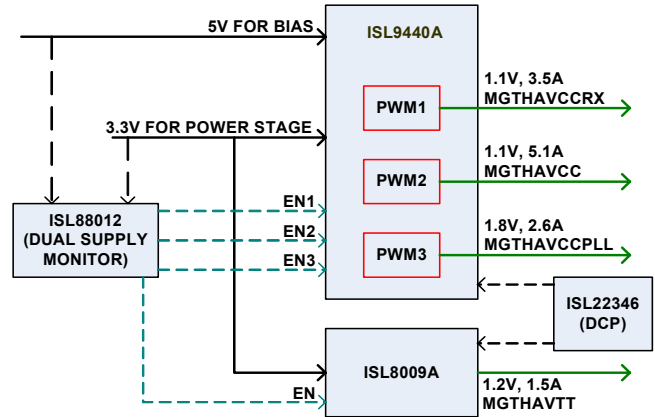 5V FOR BIAS
ISL9440A
PWM1
1.1V, 3.5A
MGTHAVCCRX
3.3V FOR POWER STAGE
PWM2
1.1V, 5.1A
MGTHAVCC
ISL88012
(DUAL SUPPLY
MONITOR)
EN1
EN2
EN3
PWM3
1.8V, 2.6A
MGTHAVCCPLL
ISL22346
(DCP)
EN
ISL8009A
1.2V, 1.5A
MGTHAVTT